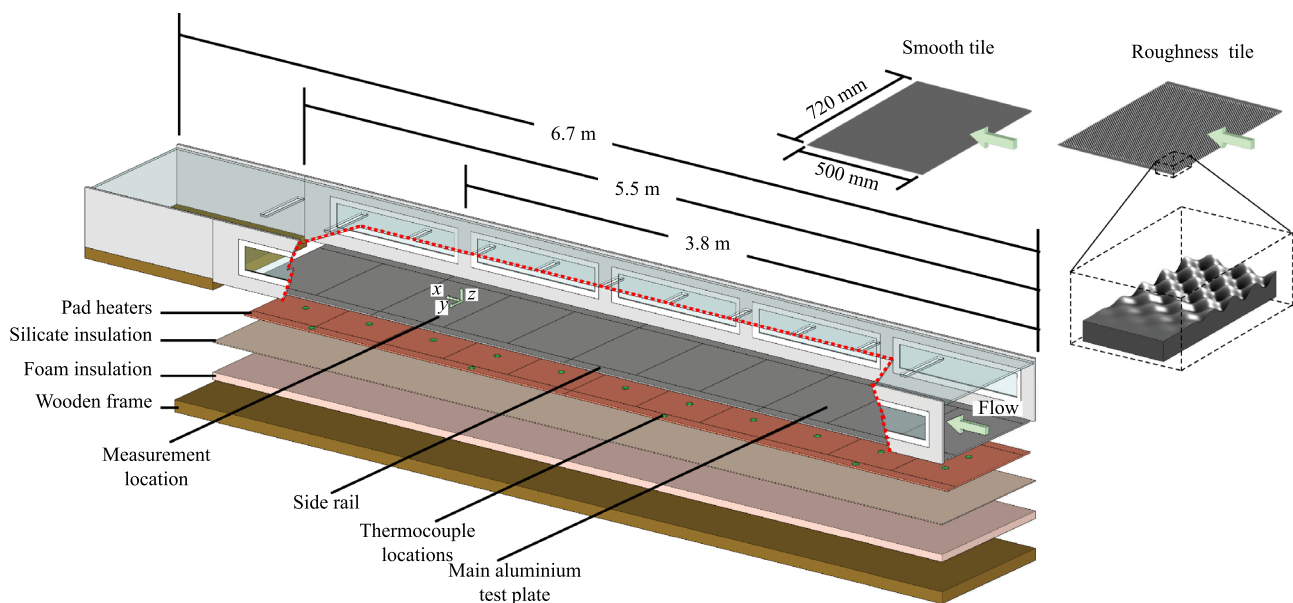 Smooth tile
Roughness tile
720 mm
500 mm
6.7 m
5.5 m
3.8 m
x
y
z
Pad heaters
Silicate insulation
Foam insulation
Wooden frame
Flow
Measurement
location
Side rail
Thermocouple
locations
Main aluminium
test plate